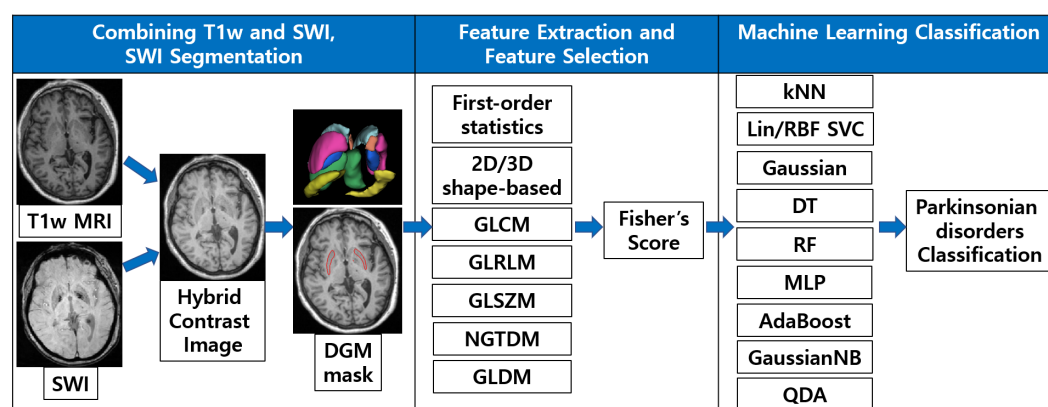 Combining T1w and SWI,
SWI Segmentation
Feature Extraction and
Feature Selection
Machine Learning Classification
T1w MRI
SWI
Hybrid
Contrast
Image
DGM
mask
First-order
statistics
2D/3D
shape-based
GLCM
GLRLM
GLSZM
NGTDM
GLDM
Fisher's
Score
kNN
Lin/RBF SVC
Gaussian
DT
RF
MLP
AdaBoost
GaussianNB
QDA
Parkinsonian
disorders
Classification